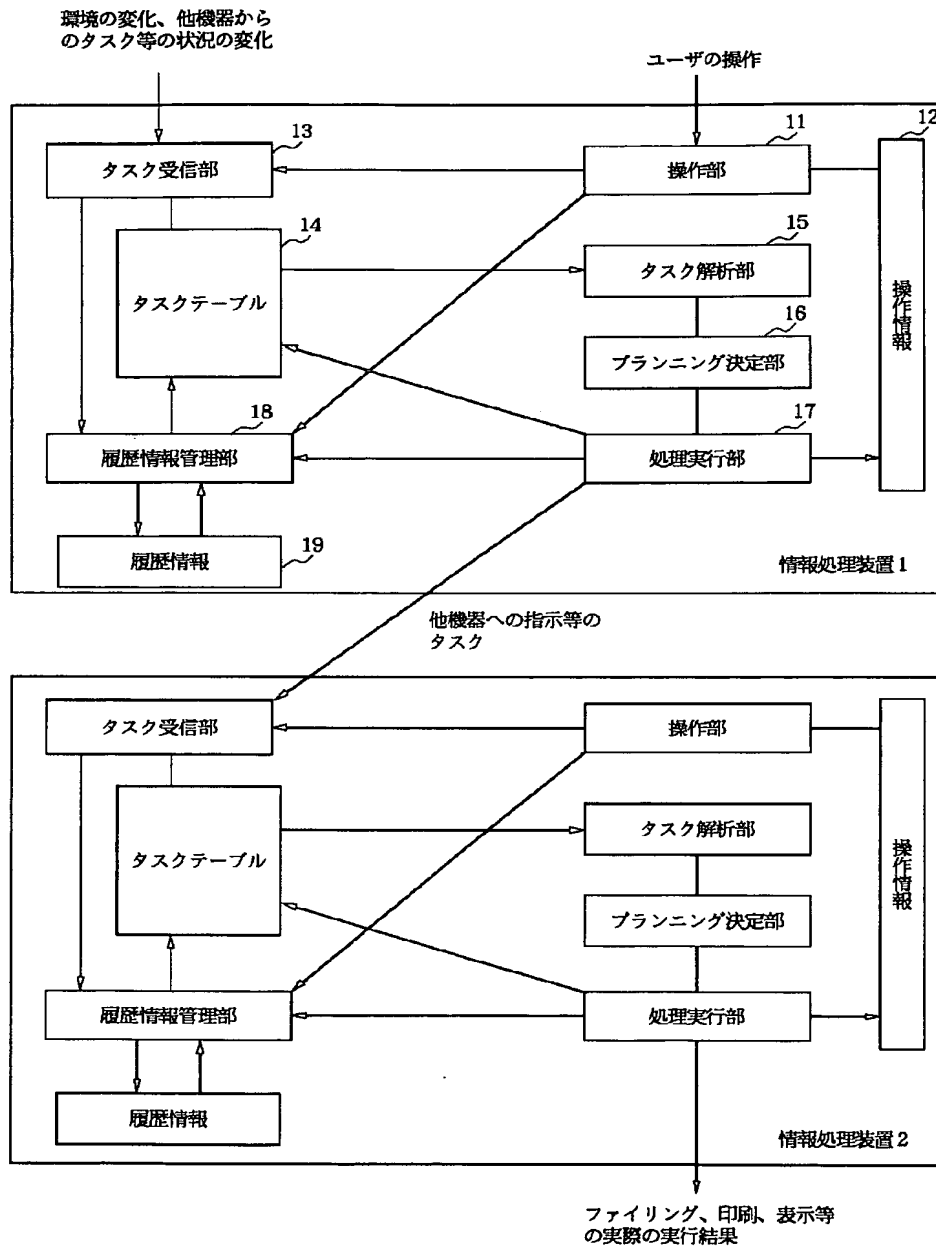 環境の変化、他機器から
のタスク等の状況の変化
ユーザの操作
13
11
12
タスク受信部
操作部
14
15
タスクテーブル
タスク解析部
操作情報
16
プランニング決定部
18
17
履歴情報管理部
処理実行部
19
履歴情報
情報処理装置1
他機器への指示等の
タスク
タスク受信部
操作部
タスクテーブル
タスク解析部
操作情報
プランニング決定部
履歴情報管理部
処理実行部
履歴情報
情報処理装置2
ファイリング、印刷、表示等
の実際の実行結果